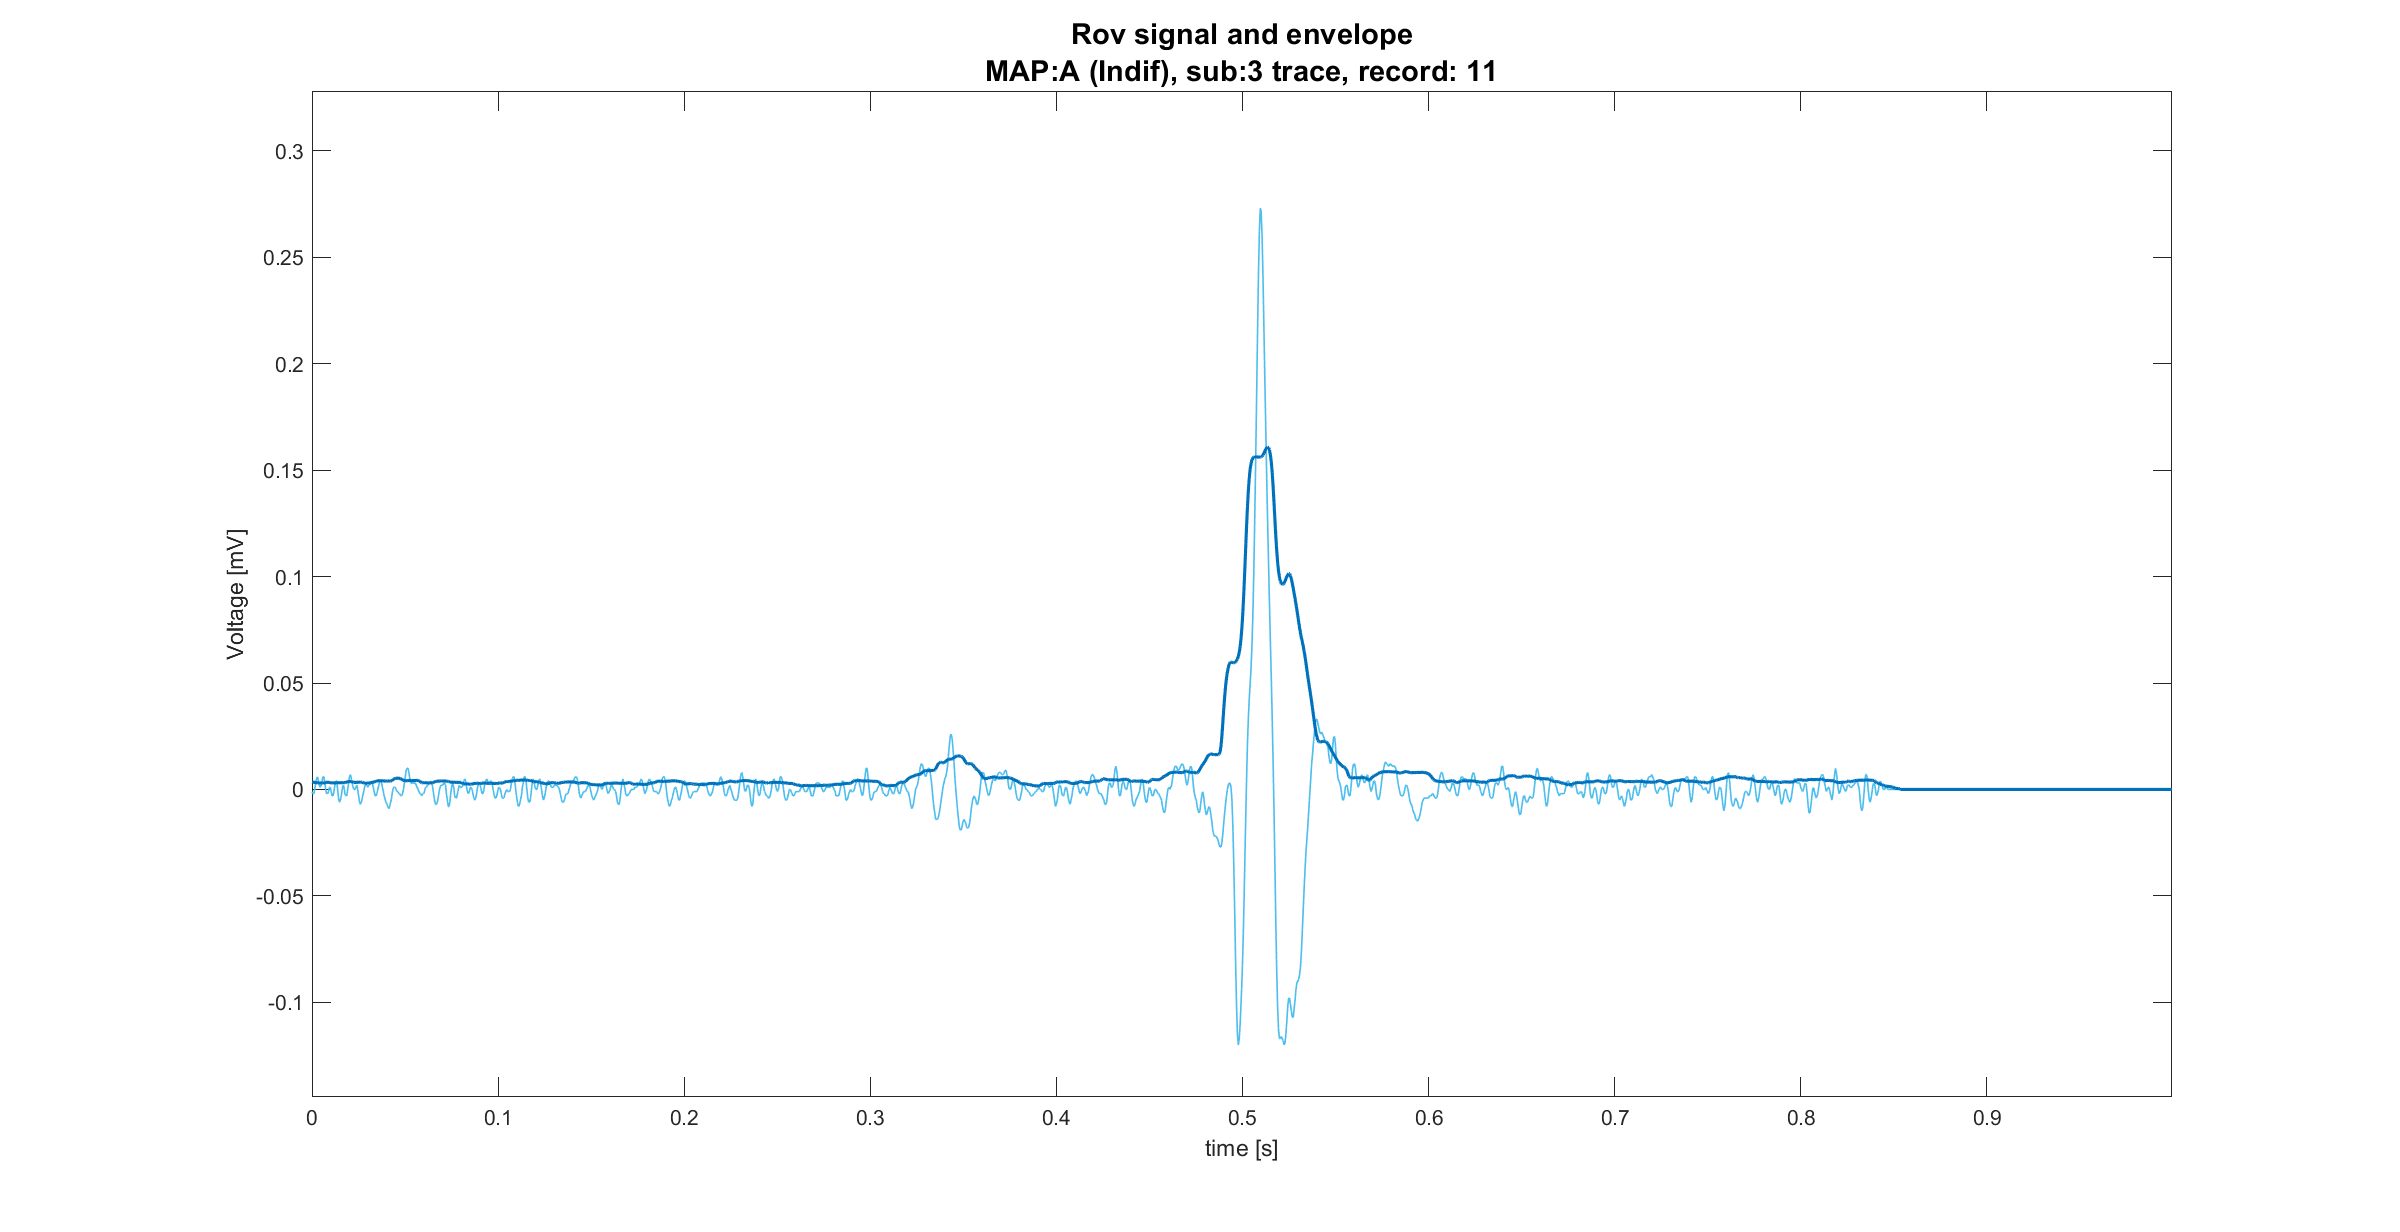 Rov signal and envelope
MAP:A (Indif), sub:3 trace, record: 11
0.3
0.25
0.2
0.15
0.1
0.05
0
-0.05
-0.1
Voltage [mV]
0 0.1 0.2 0.3 0.4 0.5 0.6 0.7 0.8 0.9
time [s]